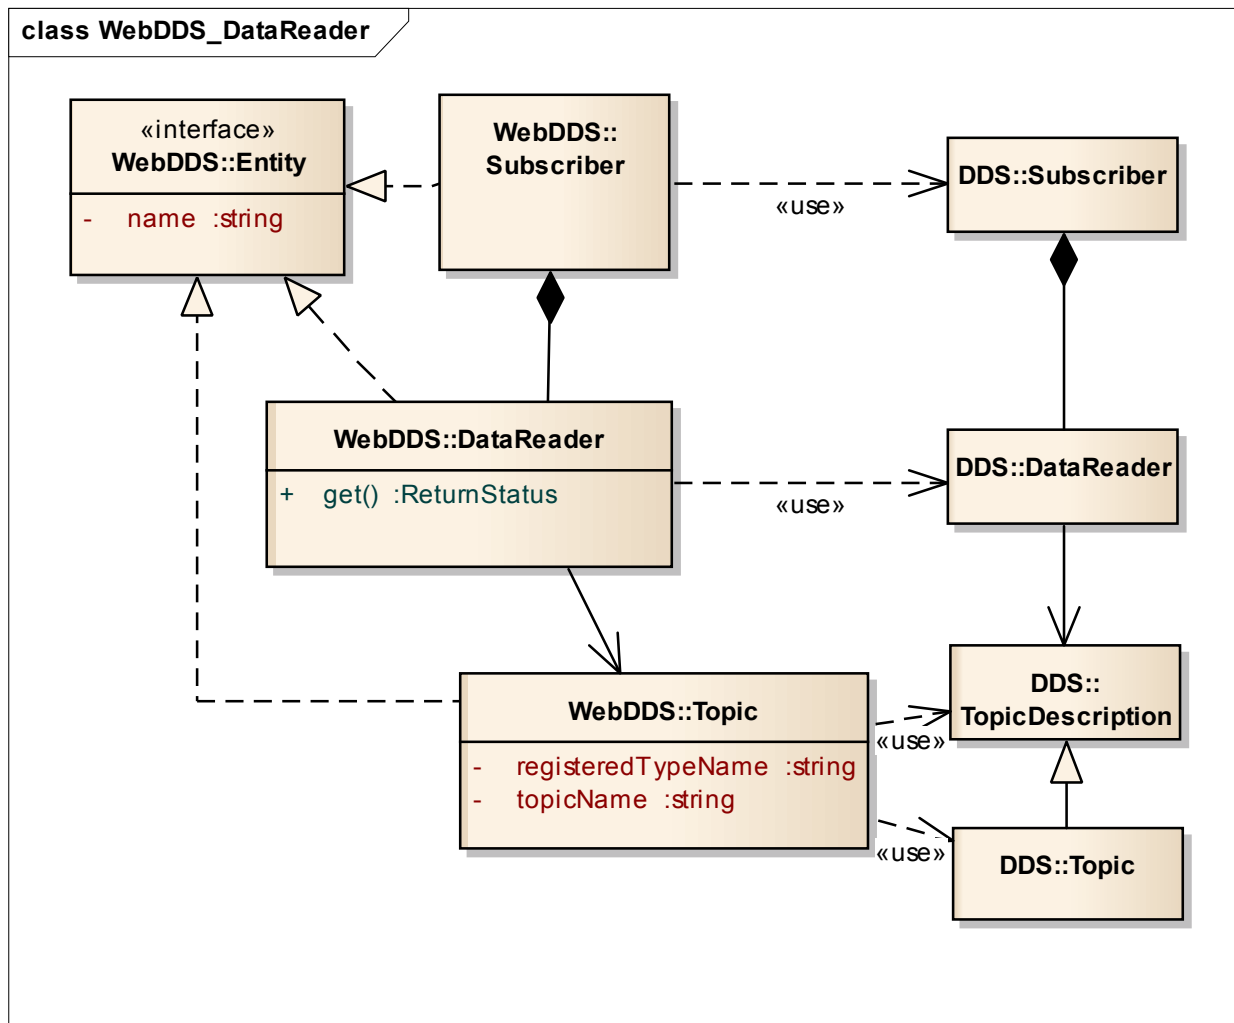 class WebDDS_DataReader
«interface»
WebDDS::Entity
- name :string
WebDDS::
Subscriber
«use»
DDS::Subscriber
WebDDS::DataReader
+ get() :ReturnStatus
«use»
DDS::DataReader
WebDDS::Topic
- registeredTypeName :string
- topicName :string
«use»
«use»
DDS::
TopicDescription
DDS::Topic